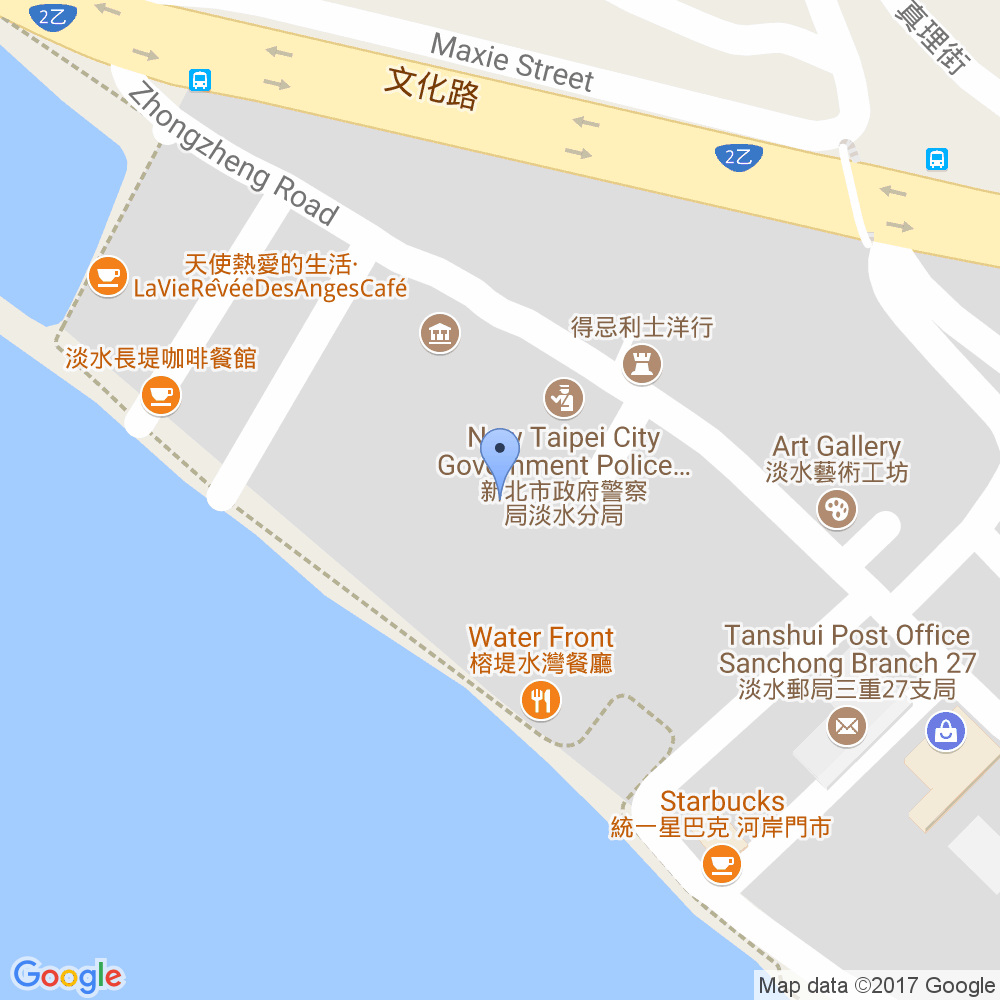 2乙
Maxie Street
真理街
文化路
Zhongzheng Road
2乙
天使熱愛的生活·
LaVieRêvéeDesAngesCafé
得忌利士洋行
淡水長堤咖啡餐館
New Taipei City
Government Police...
新北市政府警察
局淡水分局
Art Gallery
淡水藝術工坊
Water Front
榕堤水灣餐廳
Tanshui Post Office
Sanchong Branch 27
淡水郵局三重27支局
Starbucks
統一星巴克 河岸門市
Google
Map data ©2017 Google